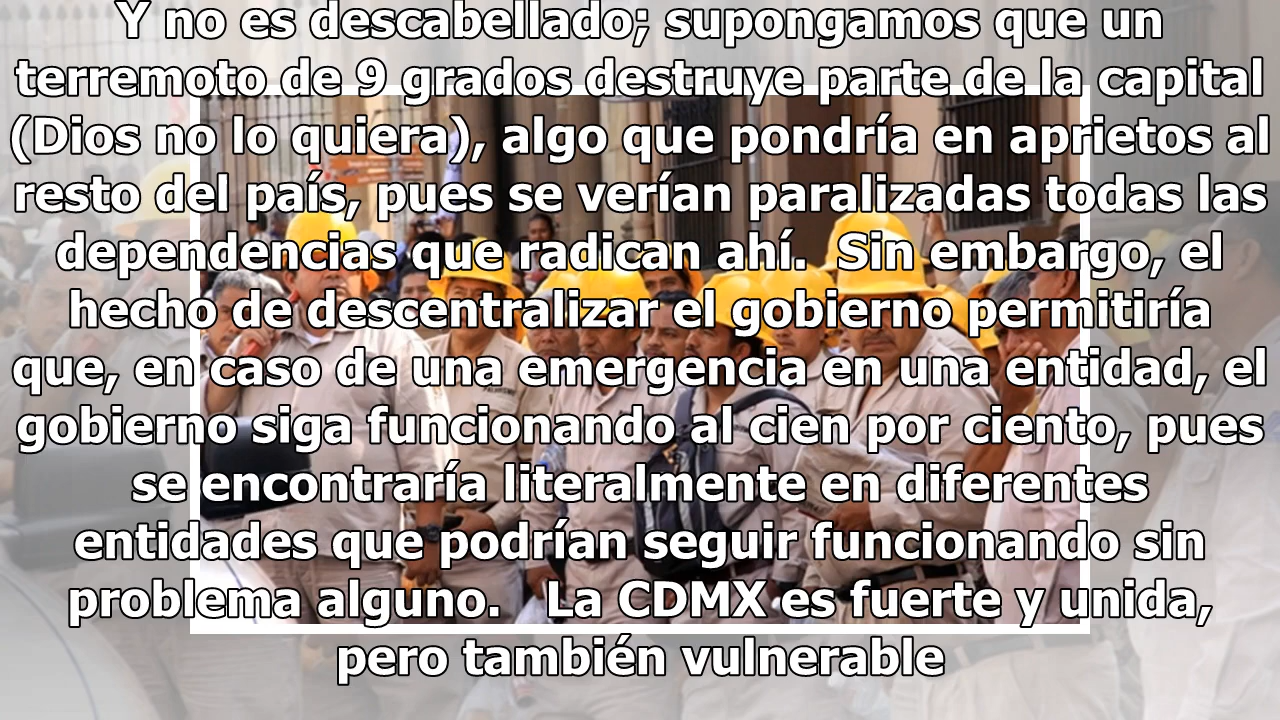 Y no es descabellado; supongamos que un
terremoto de 9 grados destruye parte de la capital
(Dios no lo quiera), algo que pondría en aprietos al
resto del país, pues se verían paralizadas todas las
dependencias que radican ahí.  Sin embargo, el
hecho de descentralizar el gobierno permitiría
que, en caso de una emergencia en una entidad, el
gobierno siga funcionando al cien por ciento, pues
se encontraría literalmente en diferentes
entidades que podrían seguir funcionando sin
problema alguno.   La CDMX es fuerte y unida,
pero también vulnerable